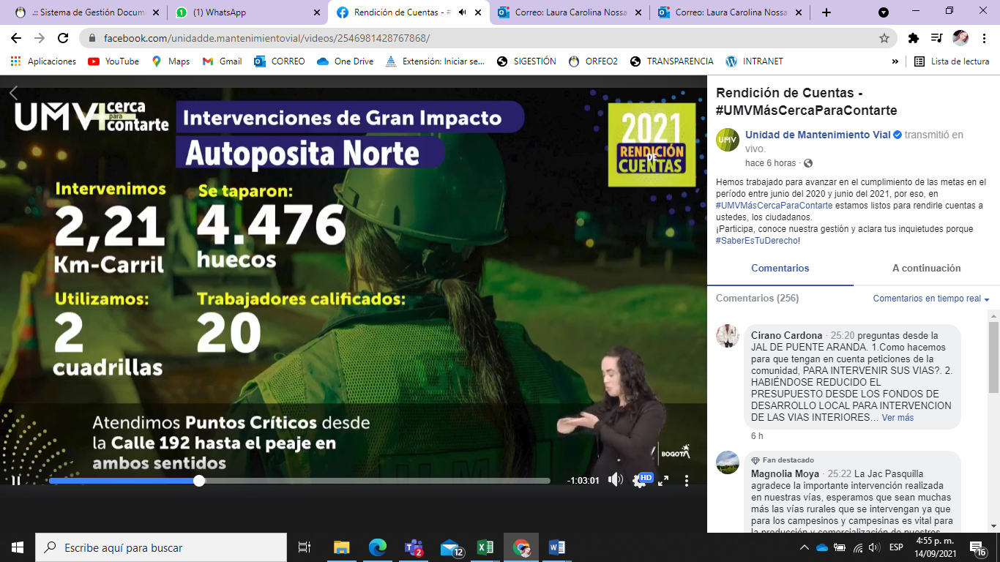 .:: Sistema de Gestión Docum
(1) WhatsApp
Rendición de Cuentas - #
Correo: Laura Carolina Nossa
Correo: Laura Carolina Nossa
facebook.com/unidadde.mantenimientovial/videos/2546981428767868/
Aplicaciones
YouTube
Maps
Gmail
CORREO
One Drive
Extensión: Iniciar se...
SIGESTIÓN
ORFEO2
TRANSPARENCIA
INTRANET
»
Lista de lectura
UMV+cerca
para
contarte
Intervenciones de Gran Impacto
Autoposita Norte
2021
RENDICIÓN
DE
CUENTAS
Intervenimos
2,21
Km-Carril
Se taparon:
4.476
huecos
Utilizamos:
2
cuadrillas
Trabajadores calificados:
20
Atendimos Puntos Críticos desde
la Calle 192 hasta el peaje en
ambos sentidos
BOGOTÁ
-1:03:01
HD
Rendición de Cuentas -
#UMVMásCercaParaContarte
UMV
Unidad de Mantenimiento Vial transmitió en
vivo.
hace 6 horas ·
Hemos trabajado para avanzar en el cumplimiento de las metas en el
período entre junio del 2020 y junio del 2021, por eso, en
#UMVMásCercaParaContarte estamos listos para rendirle cuentas a
ustedes, los ciudadanos.
¡Participa, conoce nuestra gestión y aclara tus inquietudes porque
#SaberEsTuDerecho!
Comentarios
A continuación
Comentarios (256)
Comentarios en tiempo real
Cirano Cardona · 25:20 preguntas desde la
JAL DE PUENTE ARANDA. 1.Como hacemos
para que tengan en cuenta peticiones de la
comunidad, PARA INTERVENIR SUS VIAS?. 2.
HABIÉNDOSE REDUCIDO EL
PRESUPUESTO DESDE LOS FONDOS DE
DESARROLLO LOCAL PARA INTERVENCION
DE LAS VIAS INTERIORES… Ver más
6 h
Fan destacado
Magnolia Moya · 25:22 La Jac Pasquilla
agradece la importante intervención realizada
en nuestras vías, esperamos que sean muchas
más las vías rurales que se intervengan ya que
para los campesinos y campesinas es vital para
la producción y comercialización de nuestros
Escribe aquí para buscar
2
12
ESP
4:55 p. m.
14/09/2021
16